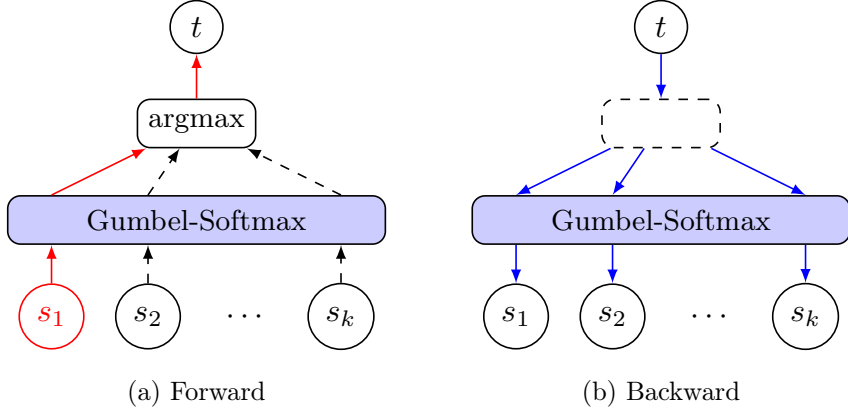 t
argmax
Gumbel-Softmax
s₁ s₂ ⋯ sₖ
(a) Forward
t
Gumbel-Softmax
s₁ s₂ ⋯ sₖ
(b) Backward